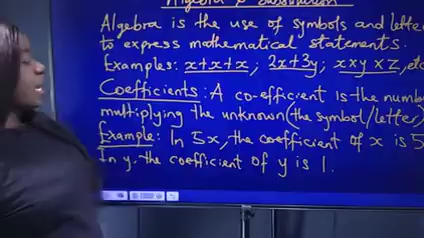 Algebra is the use of symbols and lette
to express mathematical statements.
Examples: x+x+x, 2x+3y, x×y×z, etc
Coefficients: A co-efficient is the numb
multiplying the unknown (the symbol/letter)
Example: In 5x, the coefficient of x is 5
In y, the coefficient of y is 1.